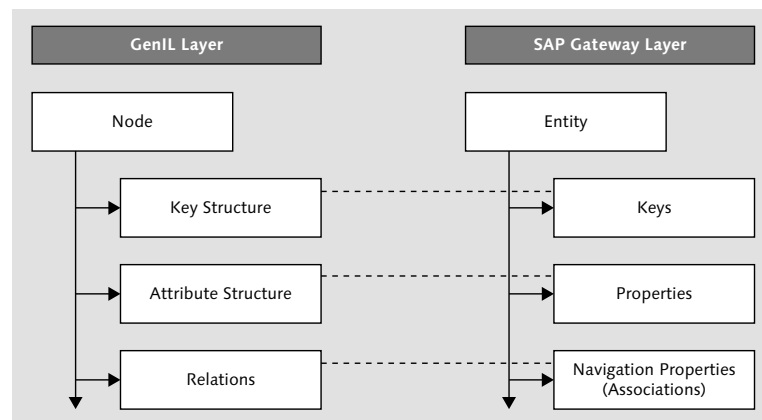 GenIL Layer
SAP Gateway Layer
Node
Entity
Key Structure
Keys
Attribute Structure
Properties
Relations
Navigation Properties
(Associations)